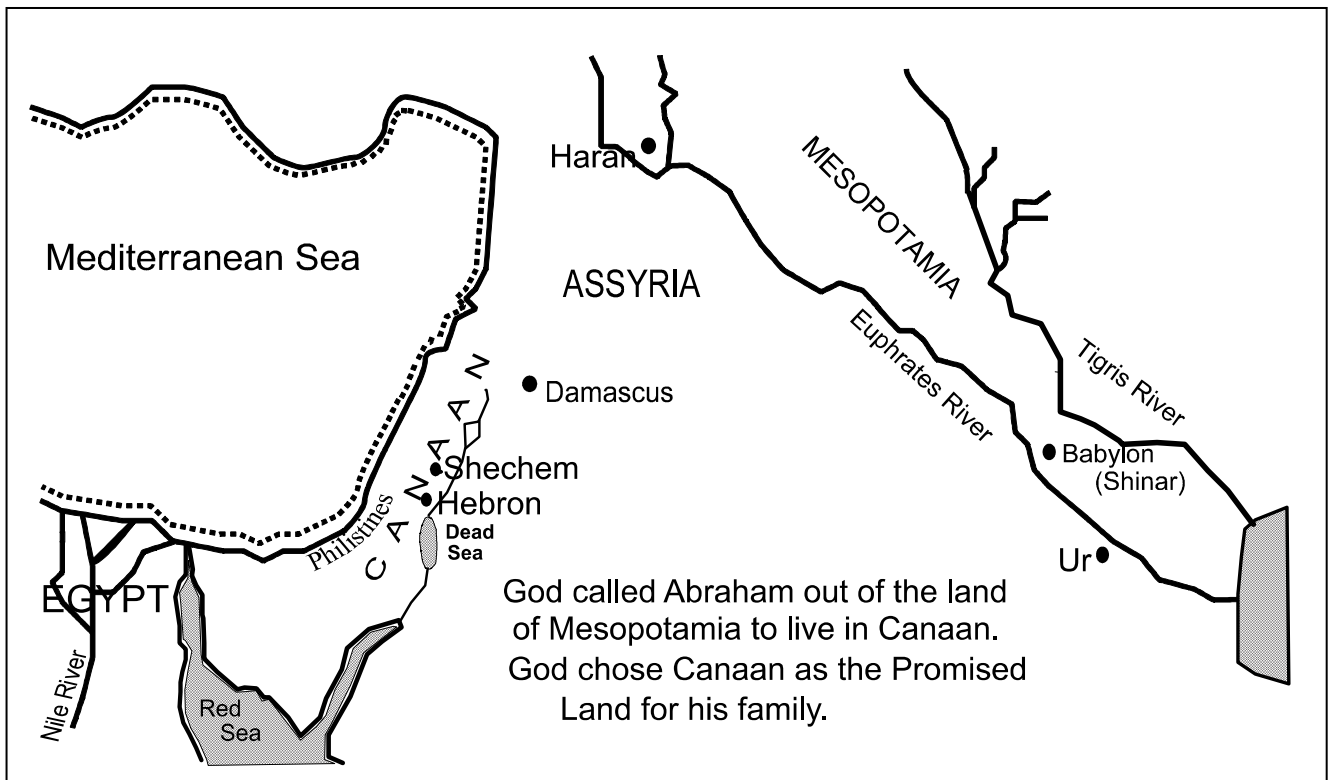 Haran
MESOPOTAMIA
Mediterranean Sea
ASSYRIA
Euphrates River
Tigris River
Damascus
CANAAN
Shechem
Hebron
Philistines
Dead
Sea
Babylon
(Shinar)
Ur
EGYPT
Nile River
Red
Sea
God called Abraham out of the land
of Mesopotamia to live in Canaan.
God chose Canaan as the Promised
Land for his family.